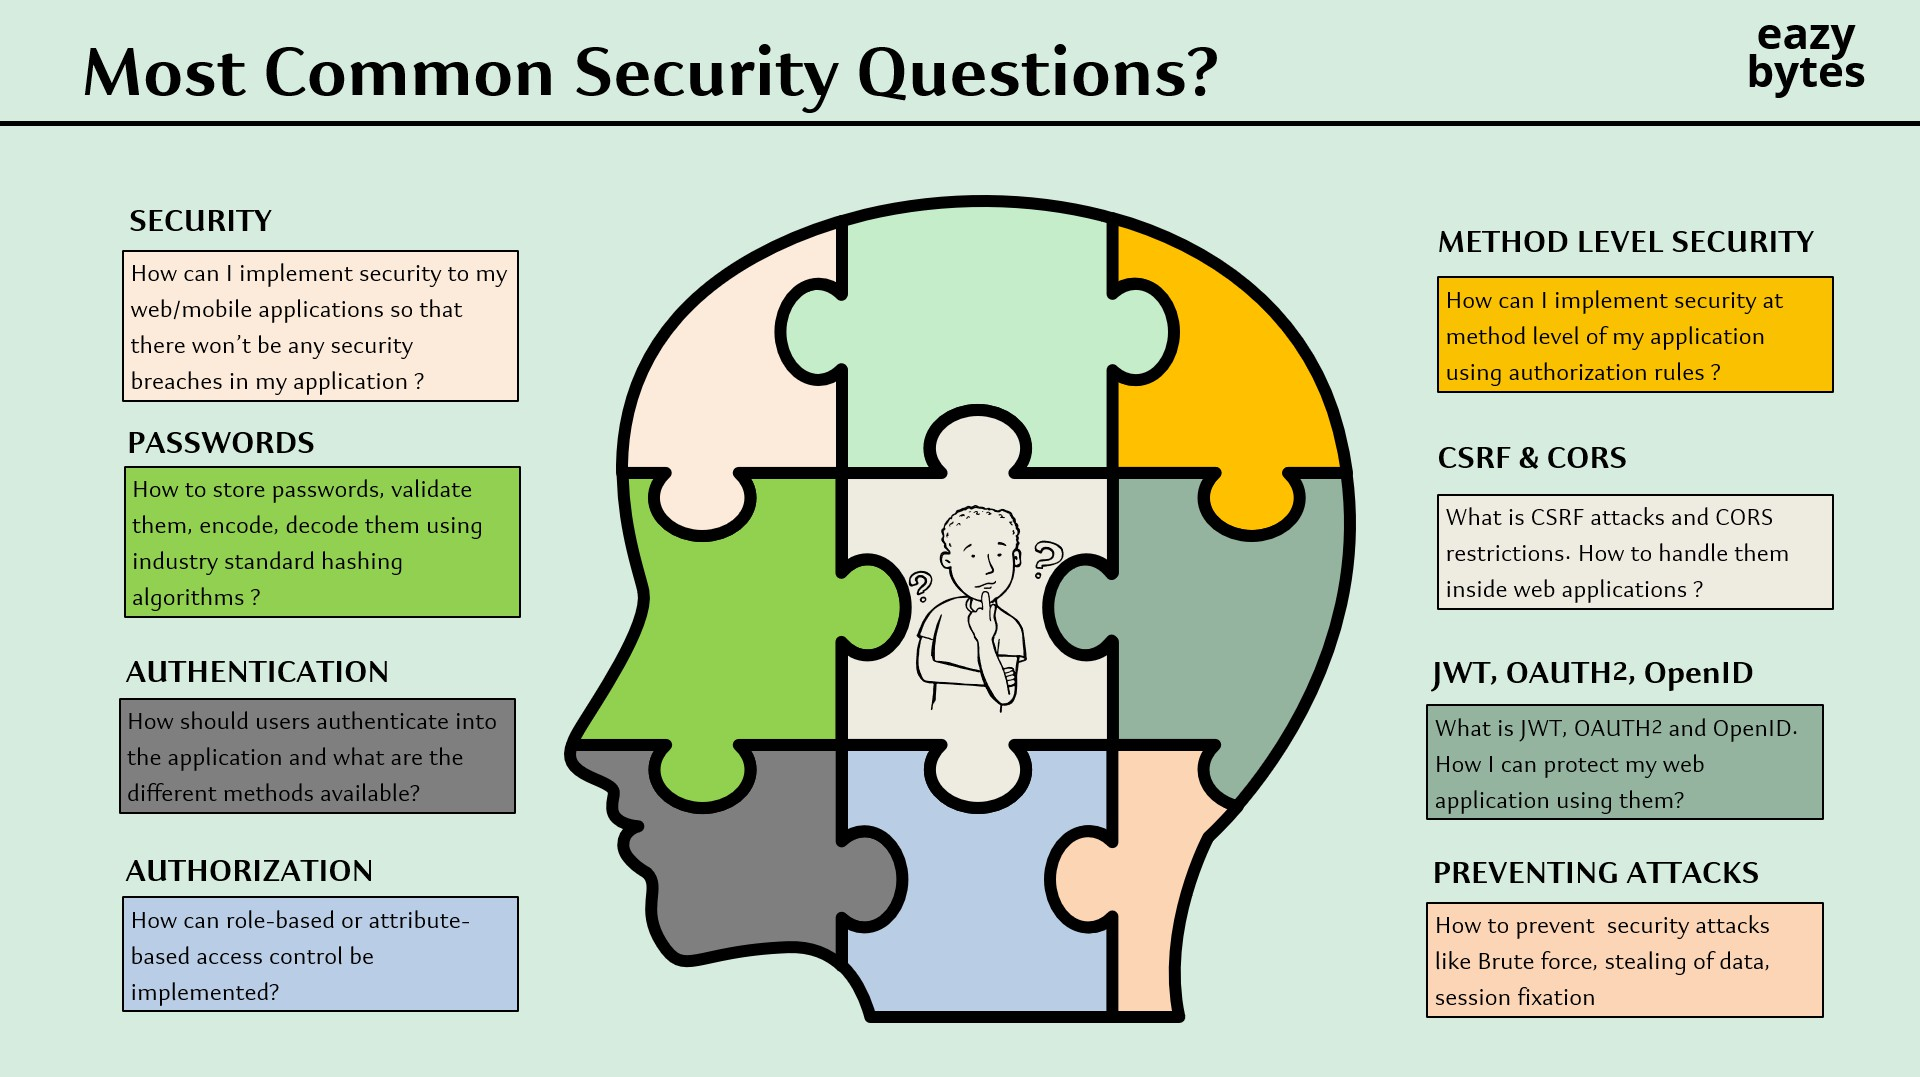 Most Common Security Questions?
eazy
bytes
SECURITY
How can I implement security to my
web/mobile applications so that
there won't be any security
breaches in my application ?
PASSWORDS
How to store passwords, validate
them, encode, decode them using
industry standard hashing
algorithms ?
AUTHENTICATION
How should users authenticate into
the application and what are the
different methods available?
AUTHORIZATION
How can role-based or attribute-
based access control be
implemented?
? ?
METHOD LEVEL SECURITY
How can I implement security at
method level of my application
using authorization rules ?
CSRF & CORS
What is CSRF attacks and CORS
restrictions. How to handle them
inside web applications ?
JWT, OAUTH2, OpenID
What is JWT, OAUTH2 and OpenID.
How I can protect my web
application using them?
PREVENTING ATTACKS
How to prevent  security attacks
like Brute force, stealing of data,
session fixation